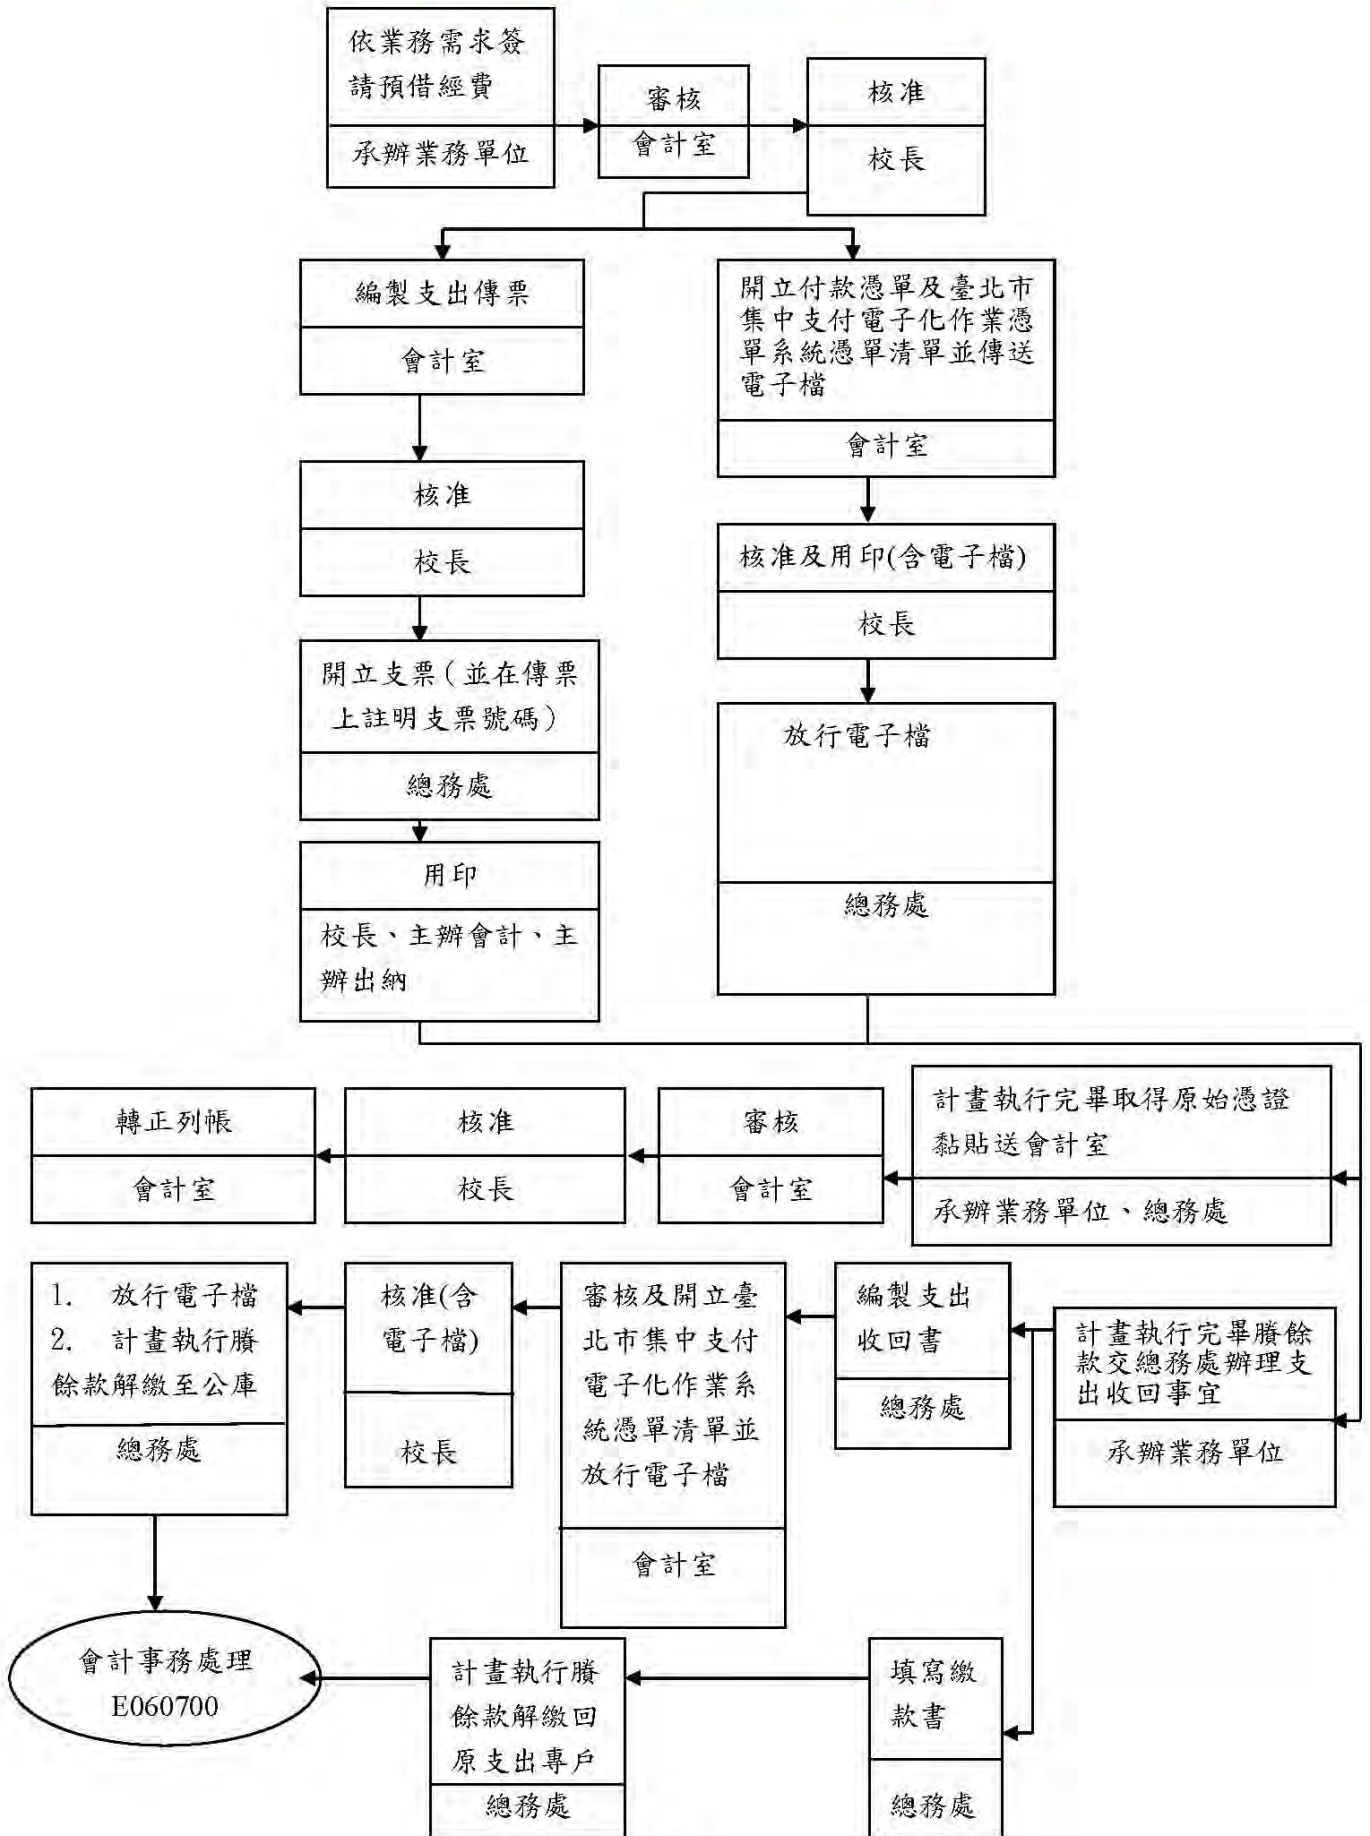 依業務需求簽
請預借經費
承辦業務單位
審核
會計室
核准
校長
編製支出傳票
會計室
核准
校長
開立支票（並在傳票
上註明支票號碼）
總務處
用印
校長、主辦會計、主
辦出納
開立付款憑單及臺北市
集中支付電子化作業憑
單系統憑單清單並傳送
電子檔
會計室
核准及用印(含電子檔)
校長
放行電子檔
總務處
計畫執行完畢取得原始憑證
黏貼送會計室
承辦業務單位、總務處
審核
會計室
核准
校長
轉正列帳
會計室
計畫執行完畢賸餘
款交總務處辦理支
出收回事宜
承辦業務單位
編製支出
收回書
總務處
審核及開立臺
北市集中支付
電子化作業系
統憑單清單並
放行電子檔
會計室
核准(含
電子檔)
校長
1. 放行電子檔
2. 計畫執行賸
餘款解繳至公庫
總務處
填寫繳
款書
總務處
計畫執行賸
餘款解繳回
原支出專戶
總務處
會計事務處理
E060700